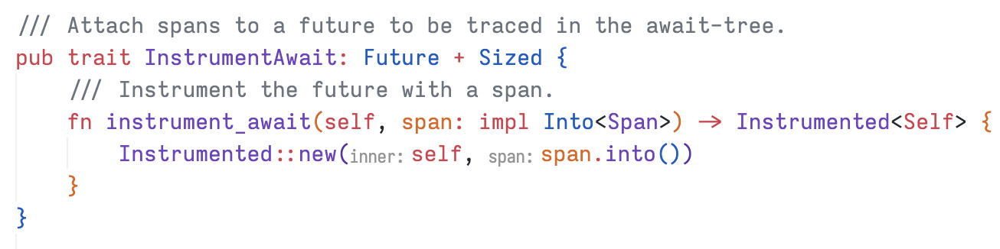 /// Attach spans to a future to be traced in the await-tree.
pub trait InstrumentAwait: Future + Sized {
    /// Instrument the future with a span.
    fn instrument_await(self, span: impl Into<Span>) -> Instrumented<Self> {
        Instrumented::new(inner: self, span: span.into())
    }
}